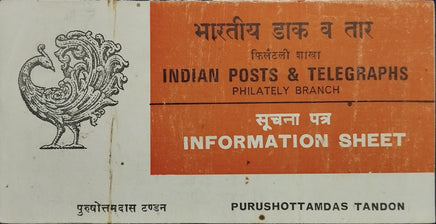 भारतीय डाक व तार
फिलॅटली शाखा
INDIAN POSTS & TELEGRAPHS
PHILATELY BRANCH
सूचना पत्र
INFORMATION SHEET
पुरुषोत्तमदास टण्डन
PURUSHOTTAMDAS TANDON